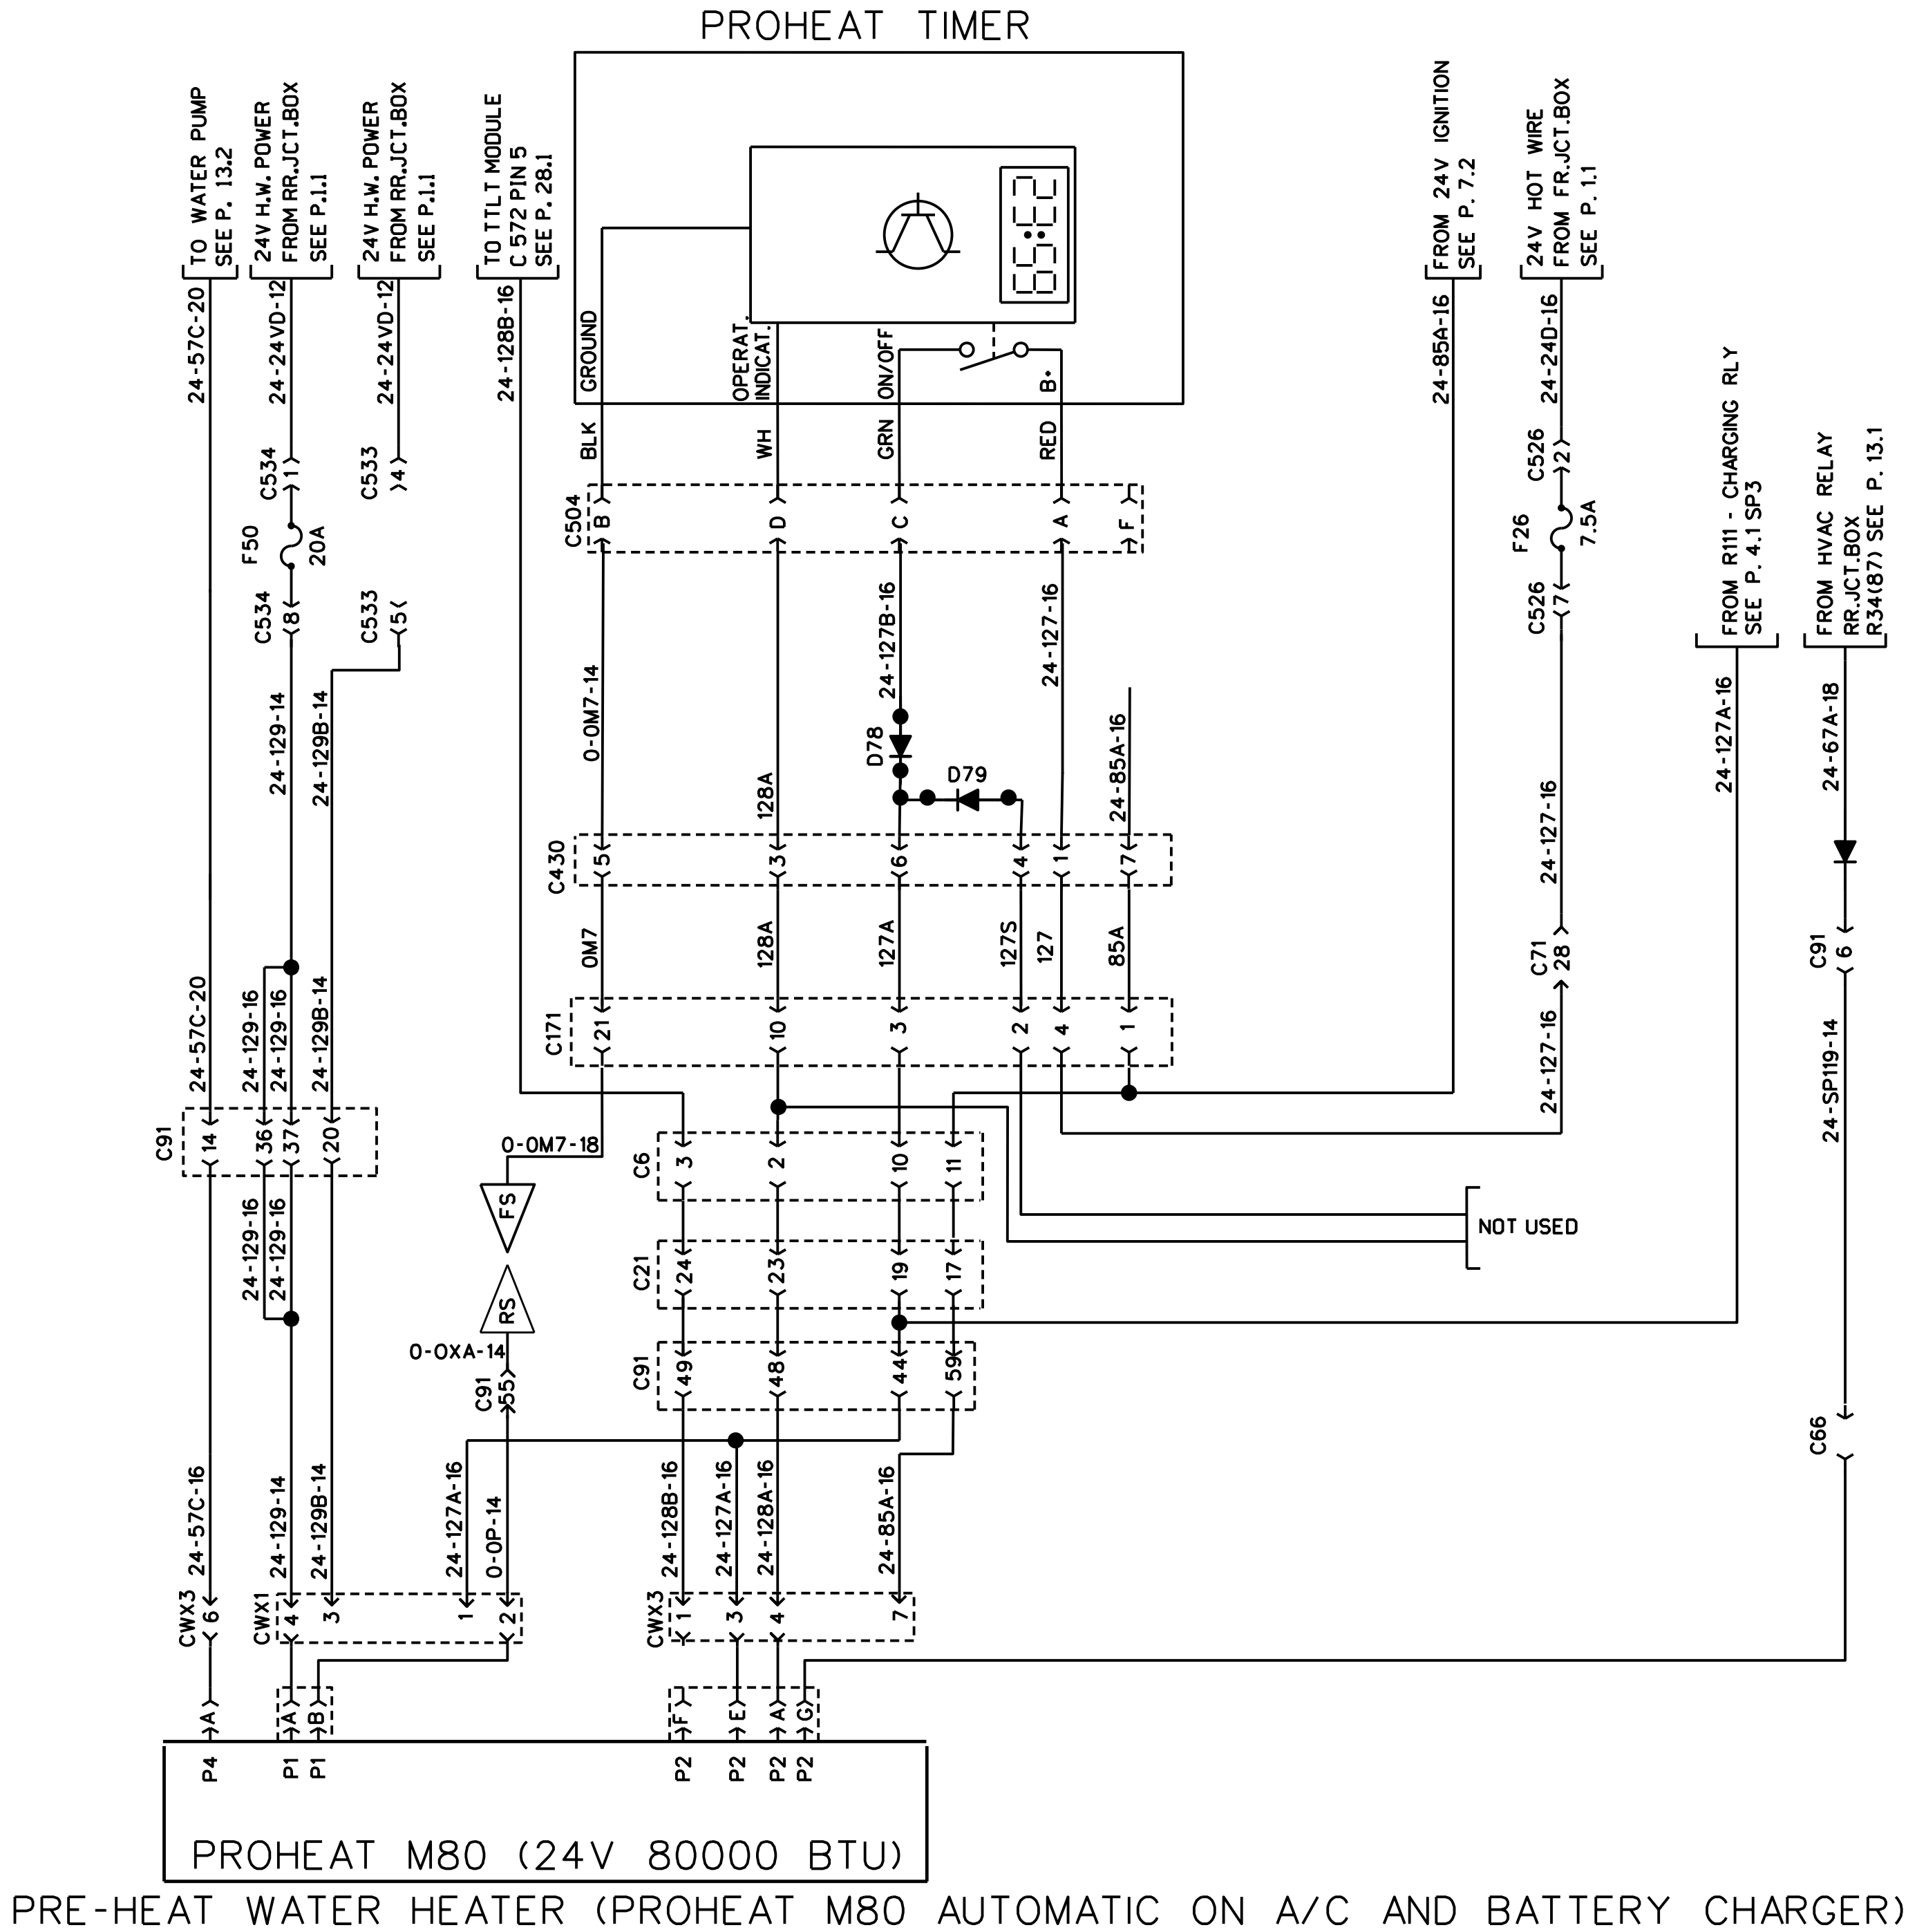 PROHEAT TIMER
TO WATER PUMP
SEE P. 13.2
24V H.W. POWER
FROM RR.JCT.BOX
SEE P.1.1
24V H.W. POWER
FROM RR.JCT.BOX
SEE P.1.1
TO TTLT MODULE
C 572 PIN 5
SEE P. 28.1
FROM 24V IGNITION
SEE P. 7.2
24V HOT WIRE
FROM FR.JCT.BOX
SEE P. 1.1
FROM R111 - CHARGING RLY
SEE P. 4.1 SP3
FROM HVAC RELAY
RR.JCT.BOX
R34(87) SEE P. 13.1
24-57C-20
24-24VD-12
24-24VD-12
24-128B-16
GROUND
OPERAT.
INDICAT.
ON/OFF
B+
24-85A-16
24-24D-16
BLK
WH
GRN
RED
C534
1
C533
4
C526
2
F50
20A
C504
B
D
C
A
F
F26
7.5A
C534
8
C533
5
C526
7
24-129-14
24-129B-14
0-0M7-14
128A
24-127B-16
24-127-16
24-85A-16
D78
D79
24-127-16
24-127A-16
24-67A-18
C430
5
3
6
4
1
7
0M7
128A
127A
127S
127
85A
C71
28
C91
6
24-57C-20
24-129-16
24-129-16
24-129B-14
C171
21
10
3
2
4
1
24-127-16
24-SP119-14
C91
14
36
37
20
0-0M7-18
C6
3
2
10
11
24-129-16
24-129-16
FS
RS
NOT USED
C21
24
23
19
17
0-0XA-14
C91
55
C91
49
48
44
59
C66
24-57C-16
24-129-14
24-129B-14
24-127A-16
0-0P-14
24-128B-16
24-127A-16
24-128A-16
24-85A-16
CWX3
6
CWX1
4
3
1
2
CWX3
1
3
4
7
A
A
B
F
E
A
G
P4
P1
P1
P2
P2
P2
P2
PROHEAT M80 (24V 80000 BTU)
PRE-HEAT WATER HEATER (PROHEAT M80 AUTOMATIC ON A/C AND BATTERY CHARGER)